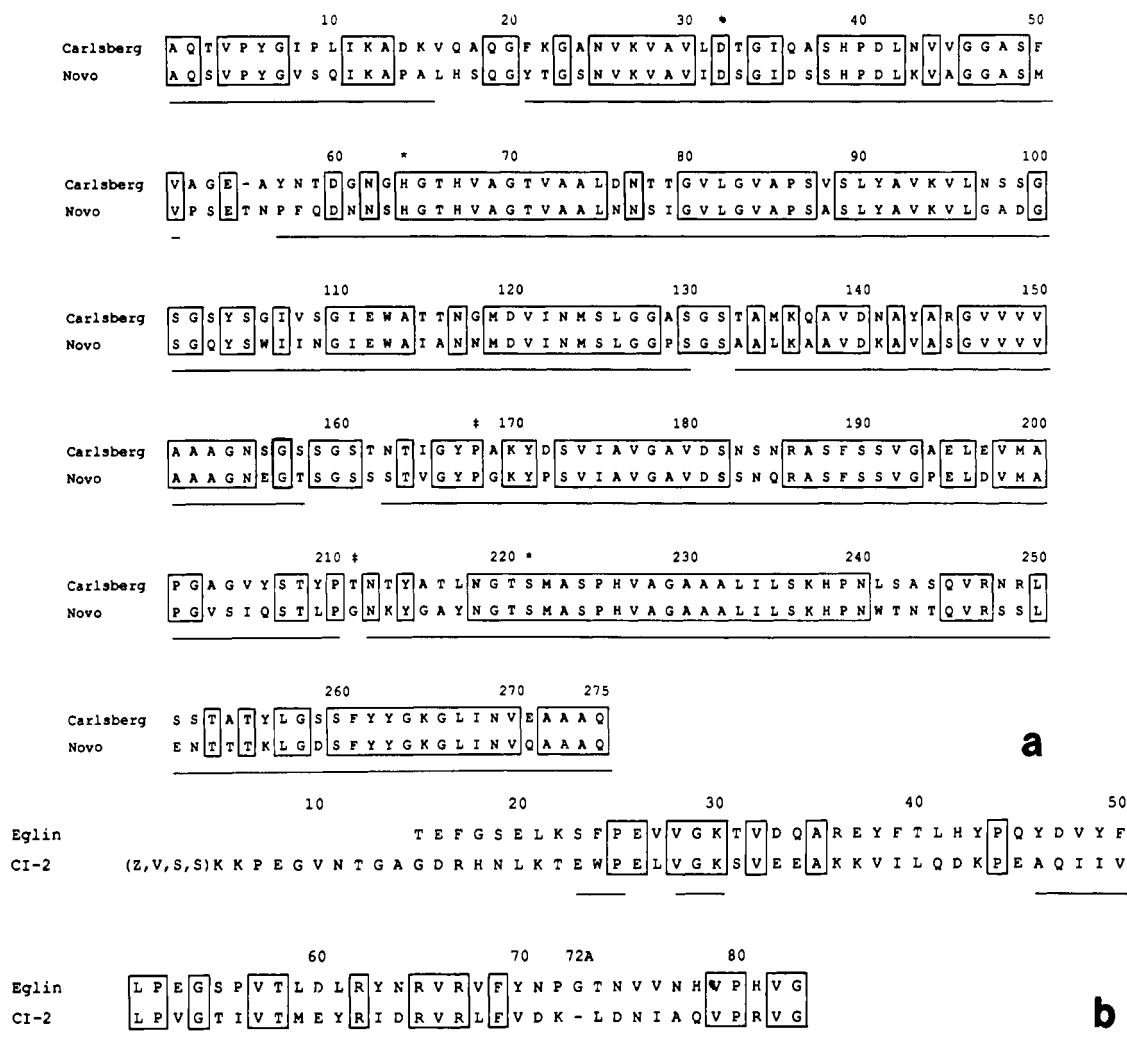 10 20 30 * 40 50
Carlsberg A Q T V P Y G I P L I K A D K V Q A Q G F K G A N V K V A V L D T G I Q A S H P D L N V V G G A S F
Novo A Q S V P Y G V S Q I K A P A L H S Q G Y T G S N V K V A V I D S G I D S S H P D L K V A G G A S M
60 * 70 80 90 100
Carlsberg V A G E - A Y N T D G N G H G T H V A G T V A A L D N T T G V L G V A P S V S L Y A V K V L N S S G
Novo V P S E T N P F Q D N N S H G T H V A G T V A A L N N S I G V L G V A P S A S L Y A V K V L G A D G
110 120 130 140 150
Carlsberg S G S Y S G I V S G I E W A T T N G M D V I N M S L G G A S G S T A M K Q A V D N A Y A R G V V V V
Novo S G Q Y S W I I N G I E W A I A N N M D V I N M S L G G P S G S A A L K A A V D K A V A S G V V V V
160 ‡ 170 180 190 200
Carlsberg A A A G N S G S S G S T N T I G Y P A K Y D S V I A V G A V D S N S N R A S F S S V G A E L E V M A
Novo A A A G N E G T S G S S S T V G Y P G K Y P S V I A V G A V D S S N Q R A S F S S V G P E L D V M A
210 ‡ 220 * 230 240 250
Carlsberg P G A G V Y S T Y P T N T Y A T L N G T S M A S P H V A G A A A L I L S K H P N L S A S Q V R N R L
Novo P G V S I Q S T L P G N K Y G A Y N G T S M A S P H V A G A A A L I L S K H P N W T N T Q V R S S L
260 270 275
Carlsberg S S T A T Y L G S S F Y Y G K G L I N V E A A A Q
Novo E N T T T K L G D S F Y Y G K G L I N V Q A A A Q
a
10 20 30 40 50
Eglin T E F G S E L K S F P E V V G K T V D Q A R E Y F T L H Y P Q Y D V Y F
CI-2 (Z,V,S,S) K K P E G V N T G A G D R H N L K T E W P E L V G K S V E E A K K V I L Q D K P E A Q I I V
60 70 72A 80
Eglin L P E G S P V T L D L R Y N R V R V F Y N P G T N V V N H V P H V G
CI-2 L P V G T I V T M E Y R I D R V R L F V D K - L D N I A Q V P R V G
b